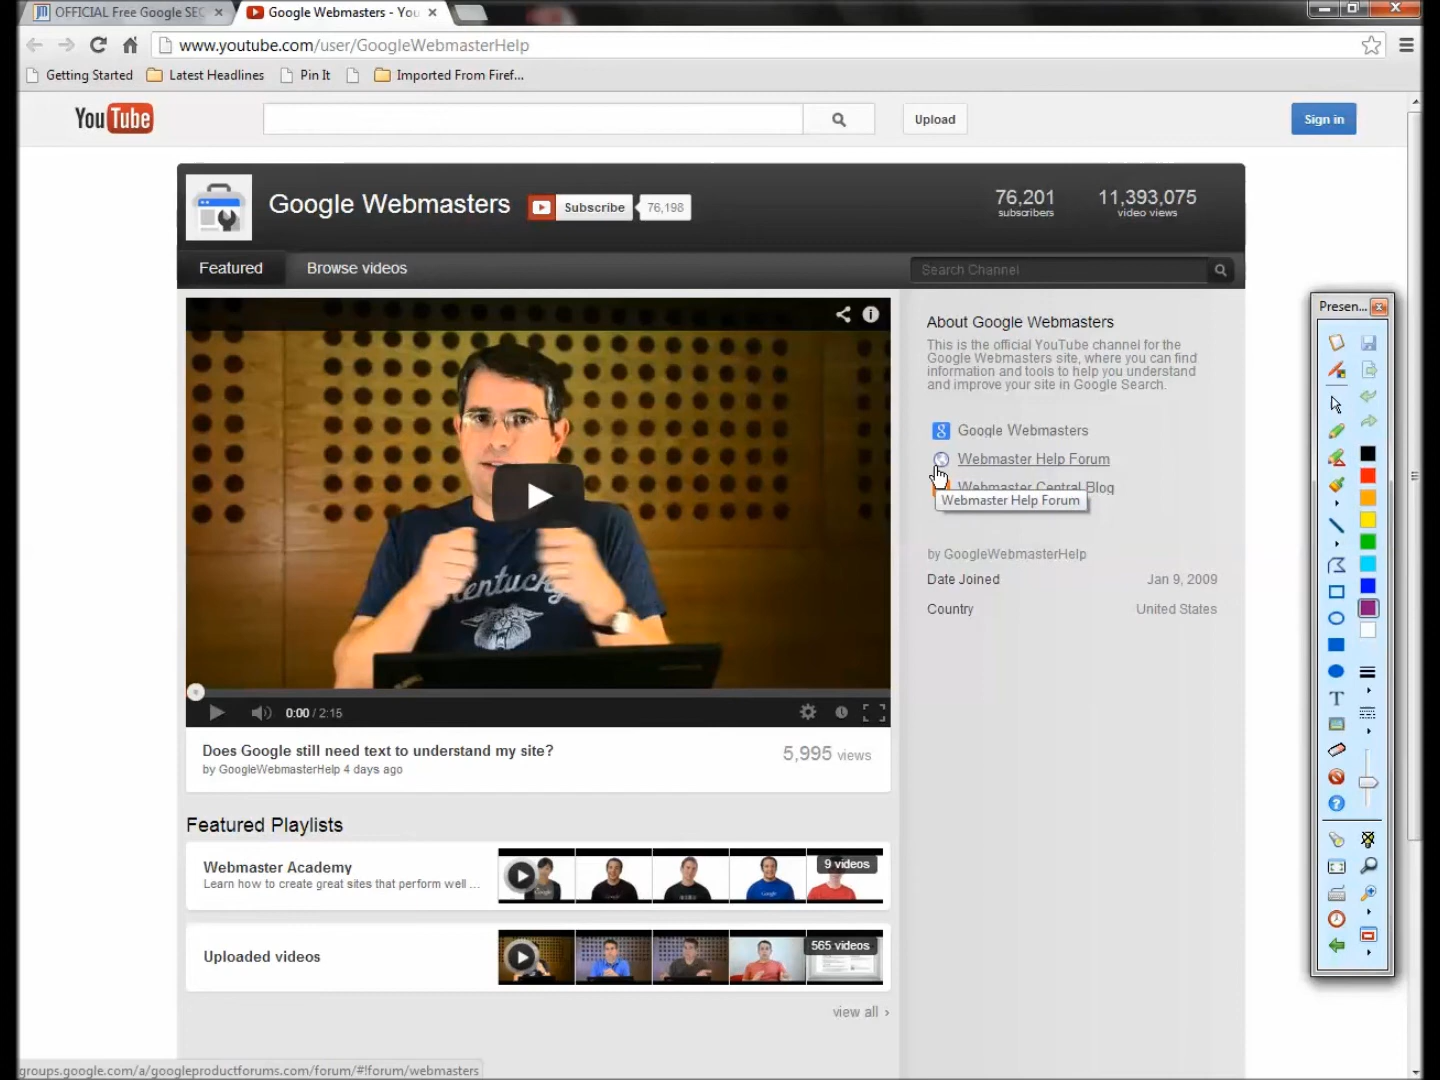 OFFICIAL Free Google SEC
Google Webmasters - You
www.youtube.com/user/GoogleWebmasterHelp
Getting Started
Latest Headlines
Pin It
Imported From Firef...
YouTube
Upload
Sign in
Google Webmasters
Subscribe
76,198
76,201
subscribers
11,393,075
video views
Featured
Browse videos
Search Channel
Presen...
About Google Webmasters
This is the official YouTube channel for the
Google Webmasters site, where you can find
information and tools to help you understand
and improve your site in Google Search.
Google Webmasters
Webmaster Help Forum
Webmaster Central Blog
Webmaster Help Forum
by GoogleWebmasterHelp
Date Joined
Jan 9, 2009
Country
United States
0:00 / 2:15
Does Google still need text to understand my site?
by GoogleWebmasterHelp 4 days ago
5,995 views
Featured Playlists
Webmaster Academy
Learn how to create great sites that perform well ...
9 videos
Uploaded videos
565 videos
view all ›
groups.google.com/a/googleproductforums.com/forum/#!forum/webmasters